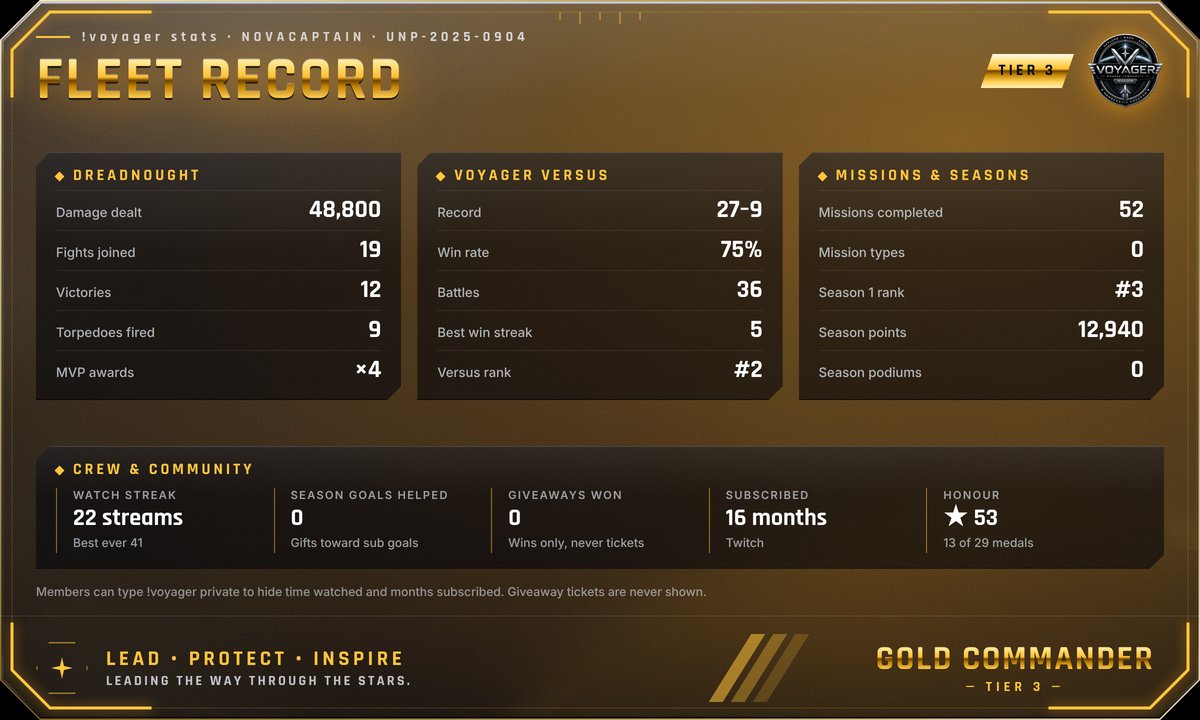 !voyager stats · NOVACAPTAIN · UNP-2025-0904
FLEET RECORD
TIER 3
VOYAGER
◆ DREADNOUGHT
Damage dealt 48,800
Fights joined 19
Victories 12
Torpedoes fired 9
MVP awards ×4
◆ VOYAGER VERSUS
Record 27–9
Win rate 75%
Battles 36
Best win streak 5
Versus rank #2
◆ MISSIONS & SEASONS
Missions completed 52
Mission types 0
Season 1 rank #3
Season points 12,940
Season podiums 0
◆ CREW & COMMUNITY
WATCH STREAK
22 streams
Best ever 41
SEASON GOALS HELPED
0
Gifts toward sub goals
GIVEAWAYS WON
0
Wins only, never tickets
SUBSCRIBED
16 months
Twitch
HONOUR
★ 53
13 of 29 medals
Members can type !voyager private to hide time watched and months subscribed. Giveaway tickets are never shown.
LEAD • PROTECT • INSPIRE
LEADING THE WAY THROUGH THE STARS.
GOLD COMMANDER
— TIER 3 —